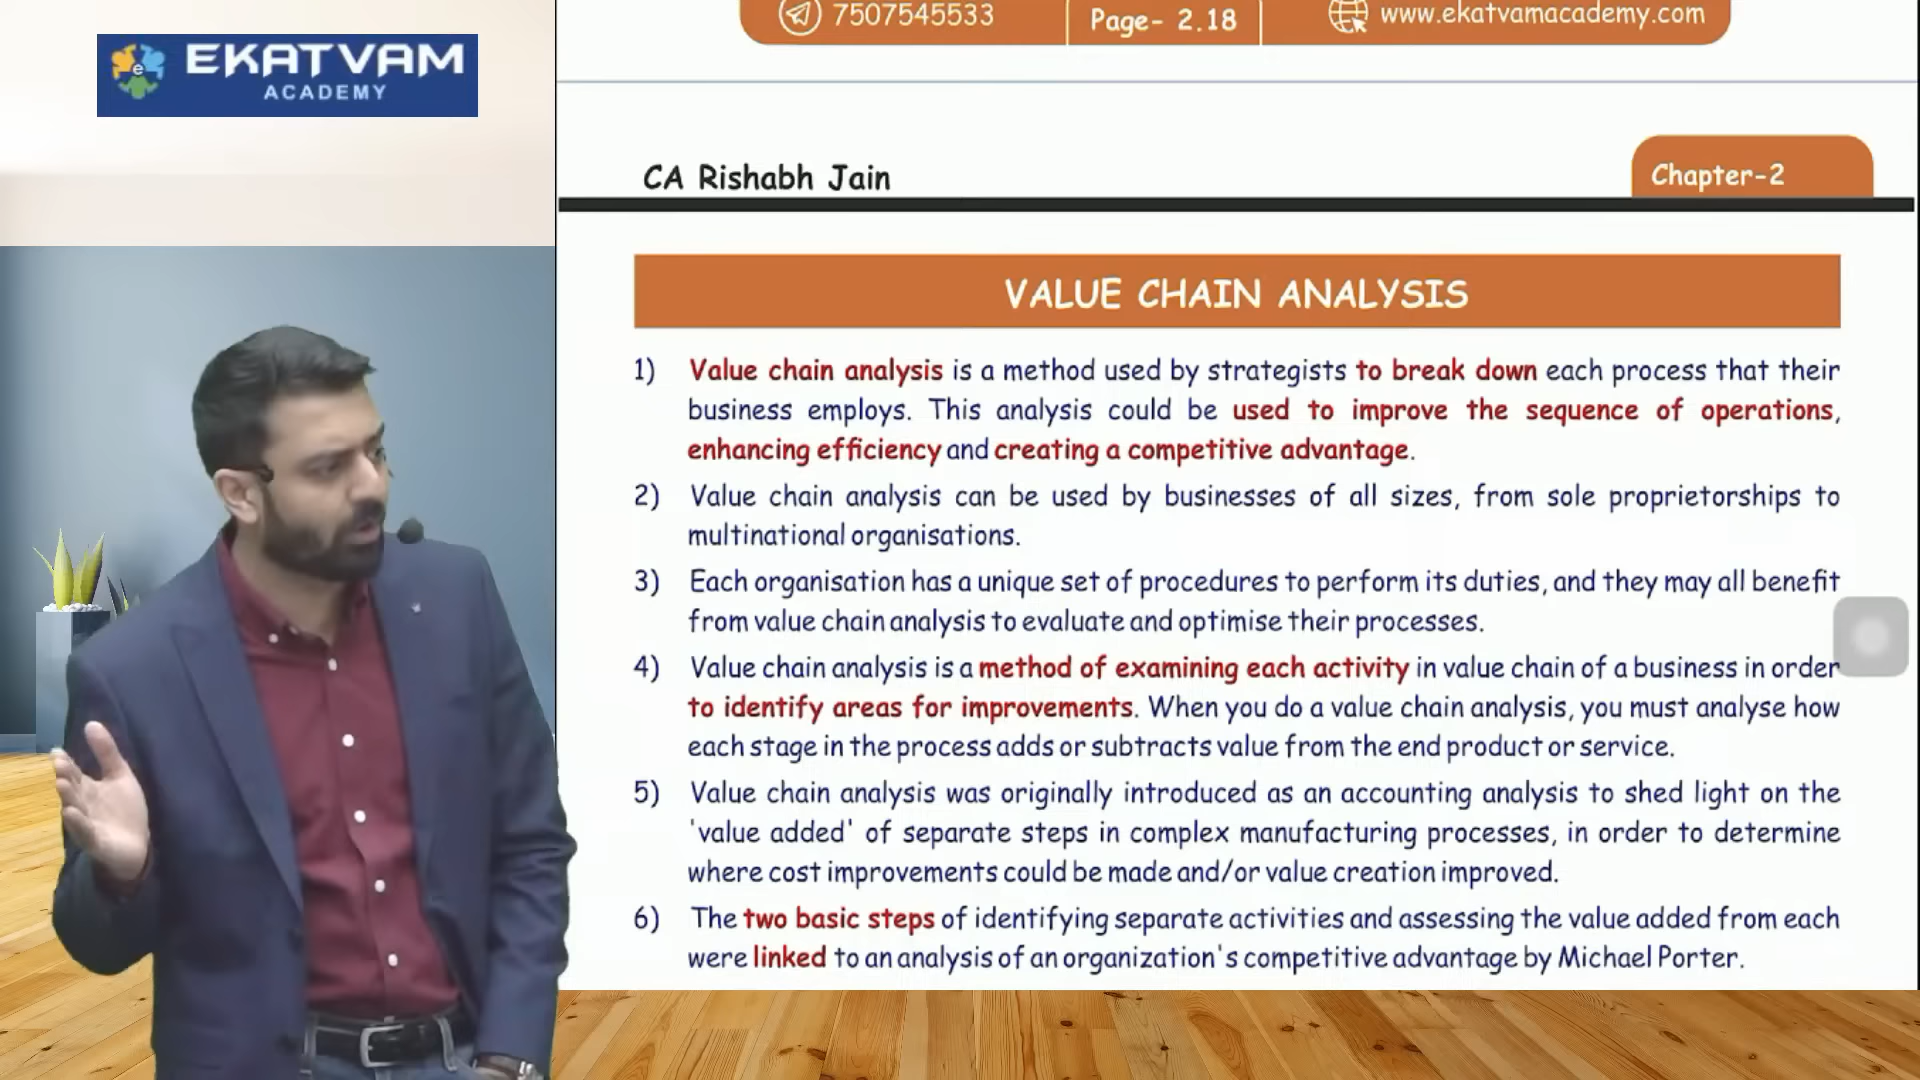 EKATVAM
ACADEMY
7507545533
Page- 2.18
www.ekatvamacademy.com
CA Rishabh Jain
Chapter-2
VALUE CHAIN ANALYSIS
1) Value chain analysis is a method used by strategists to break down each process that their
business employs. This analysis could be used to improve the sequence of operations,
enhancing efficiency and creating a competitive advantage.
2) Value chain analysis can be used by businesses of all sizes, from sole proprietorships to
multinational organisations.
3) Each organisation has a unique set of procedures to perform its duties, and they may all benefit
from value chain analysis to evaluate and optimise their processes.
4) Value chain analysis is a method of examining each activity in value chain of a business in order
to identify areas for improvements. When you do a value chain analysis, you must analyse how
each stage in the process adds or subtracts value from the end product or service.
5) Value chain analysis was originally introduced as an accounting analysis to shed light on the
'value added' of separate steps in complex manufacturing processes, in order to determine
where cost improvements could be made and/or value creation improved.
6) The two basic steps of identifying separate activities and assessing the value added from each
were linked to an analysis of an organization's competitive advantage by Michael Porter.